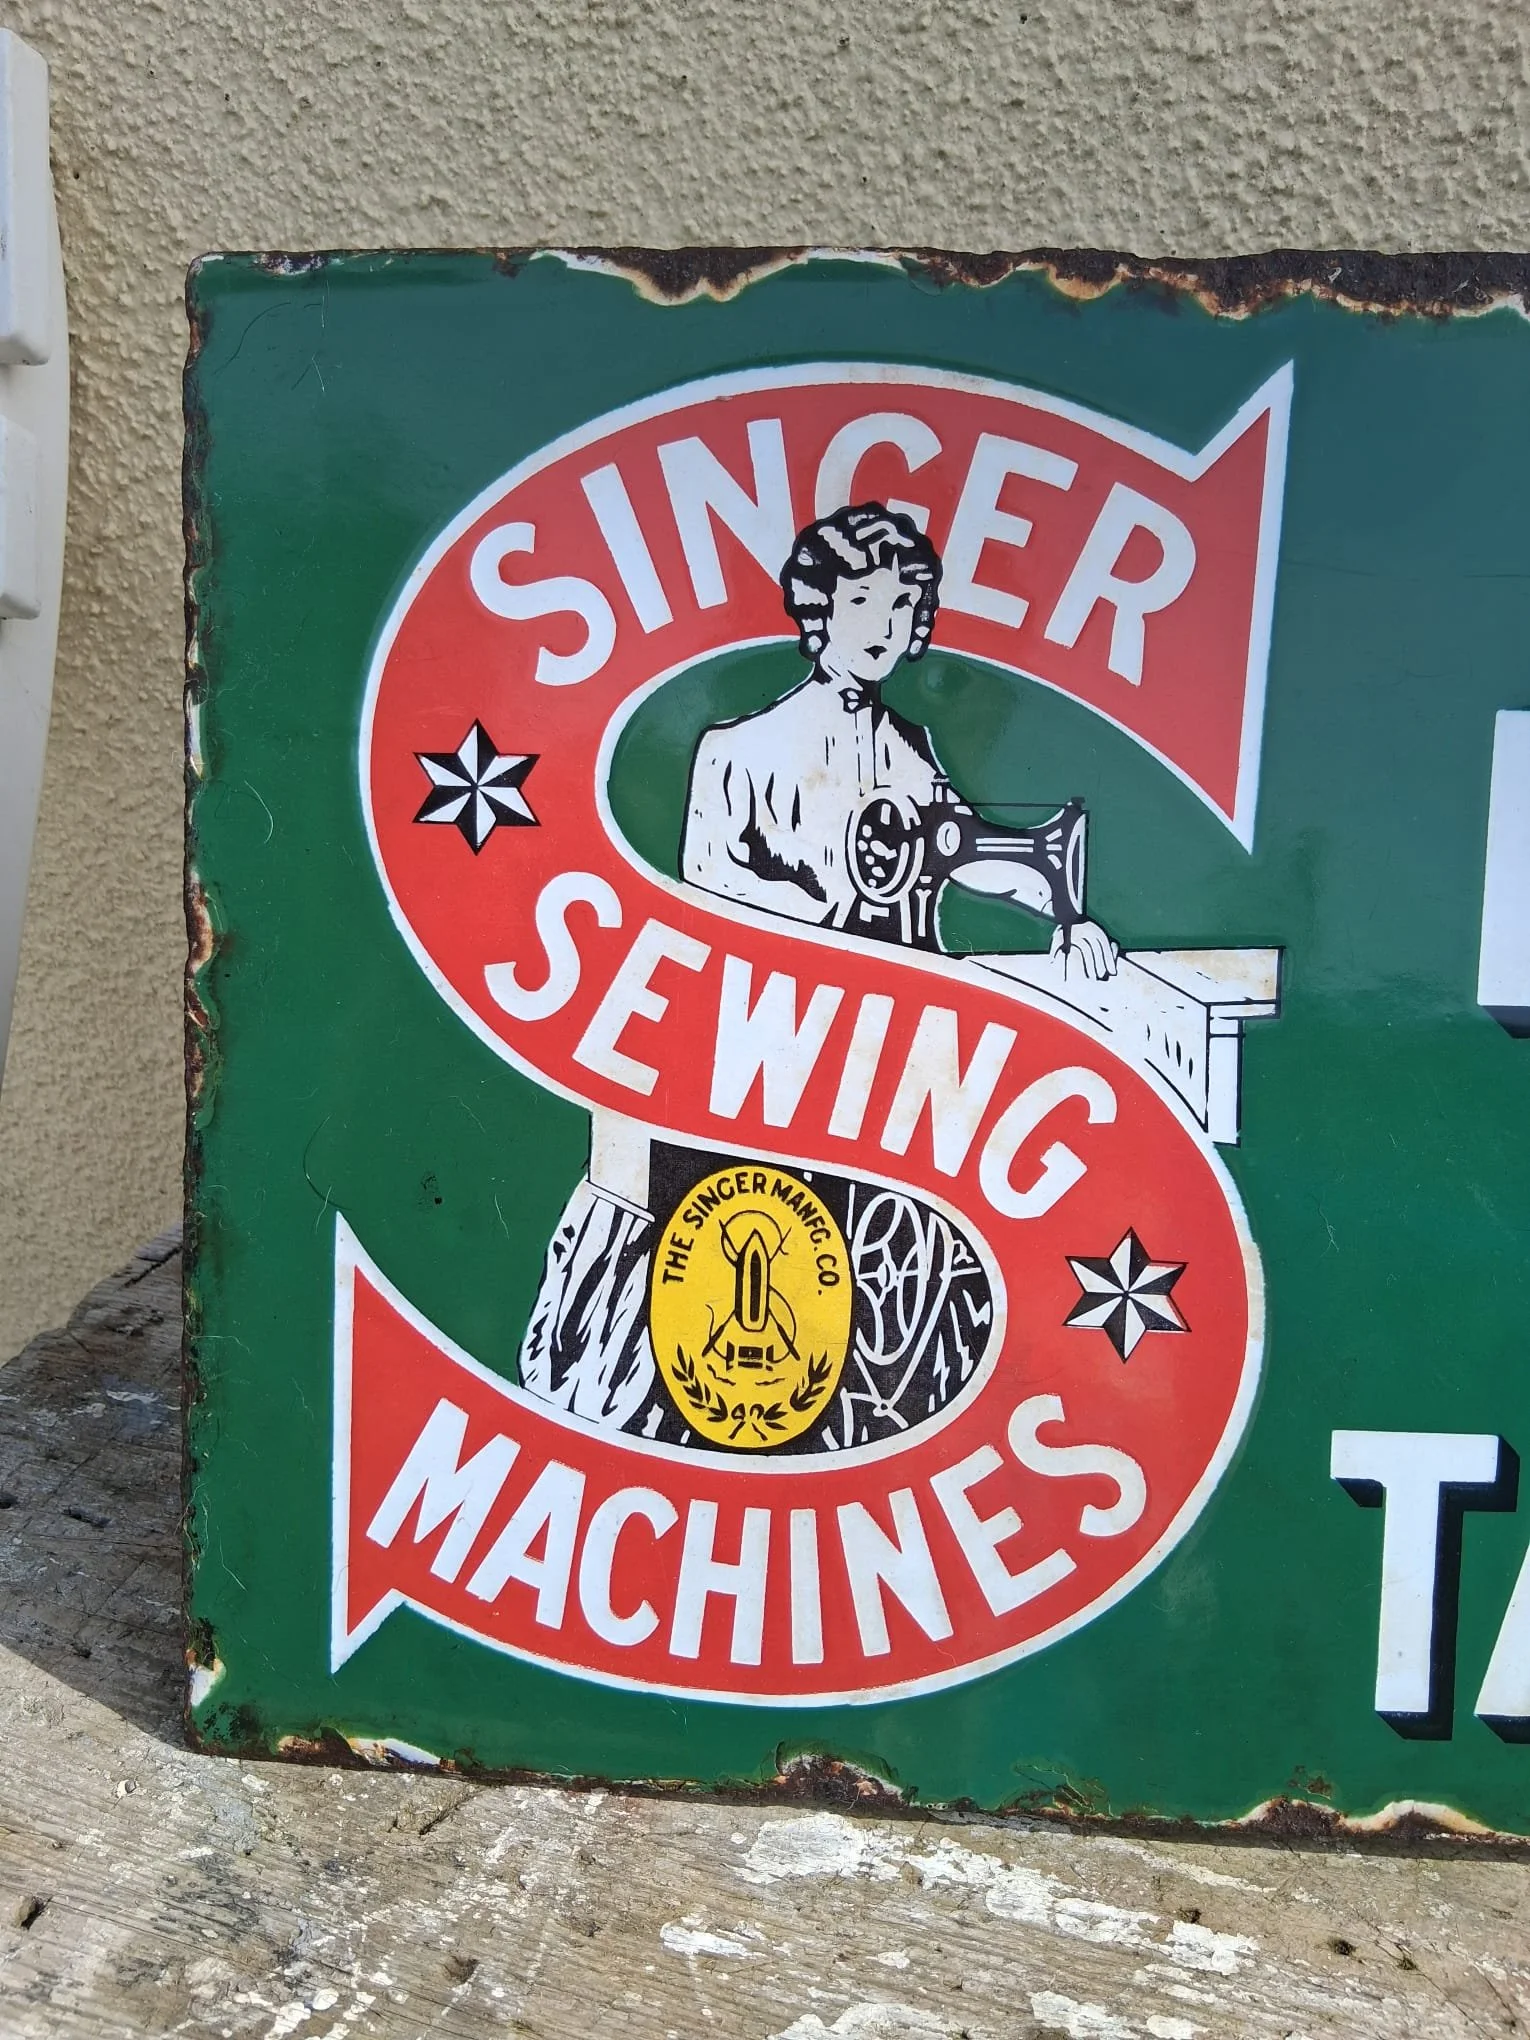 SINGER
SEWING
THE SINGER MANFG. CO.
MACHINES